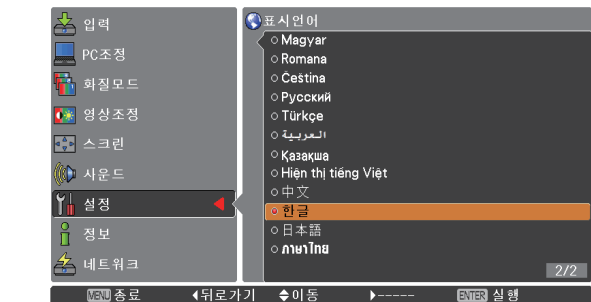 입력
PC조정
화질모드
영상조정
스크린
사운드
설정
정보
네트워크
표시언어
Magyar
Romana
Čeština
Русский
Türkçe
العربية
Қазақша
Hiện thị tiếng Việt
中文
한글
日本語
ภาษาไทย
2/2
MENU 종료 뒤로가기 이동 ----- ENTER 실행